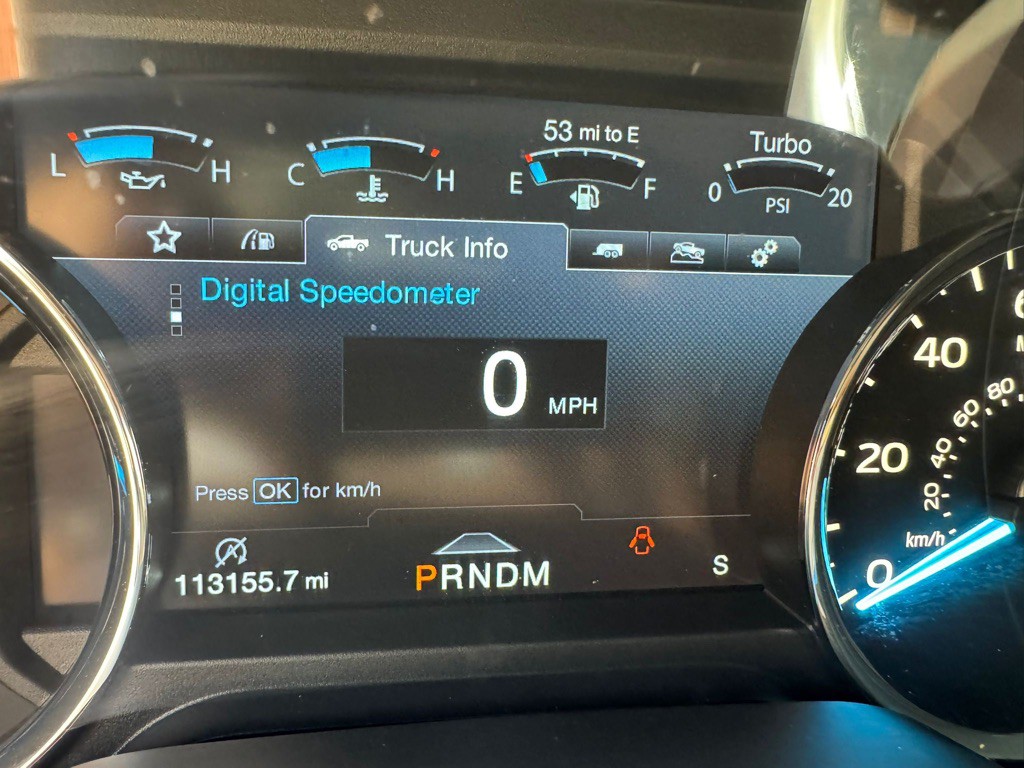 53 mi to E
Turbo
L H
C H
E F
0 20
PSI
Truck Info
Digital Speedometer
0 MPH
Press OK for km/h
113155.7 mi
PRNDM
S
40
20
0
80
60
40
20
km/h